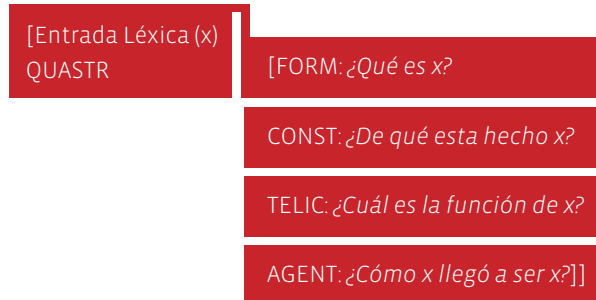 [Entrada Léxica (x)
QUASTR
[FORM: ¿Qué es x?
CONST: ¿De qué esta hecho x?
TELIC: ¿Cuál es la función de x?
AGENT: ¿Cómo x llegó a ser x?]]